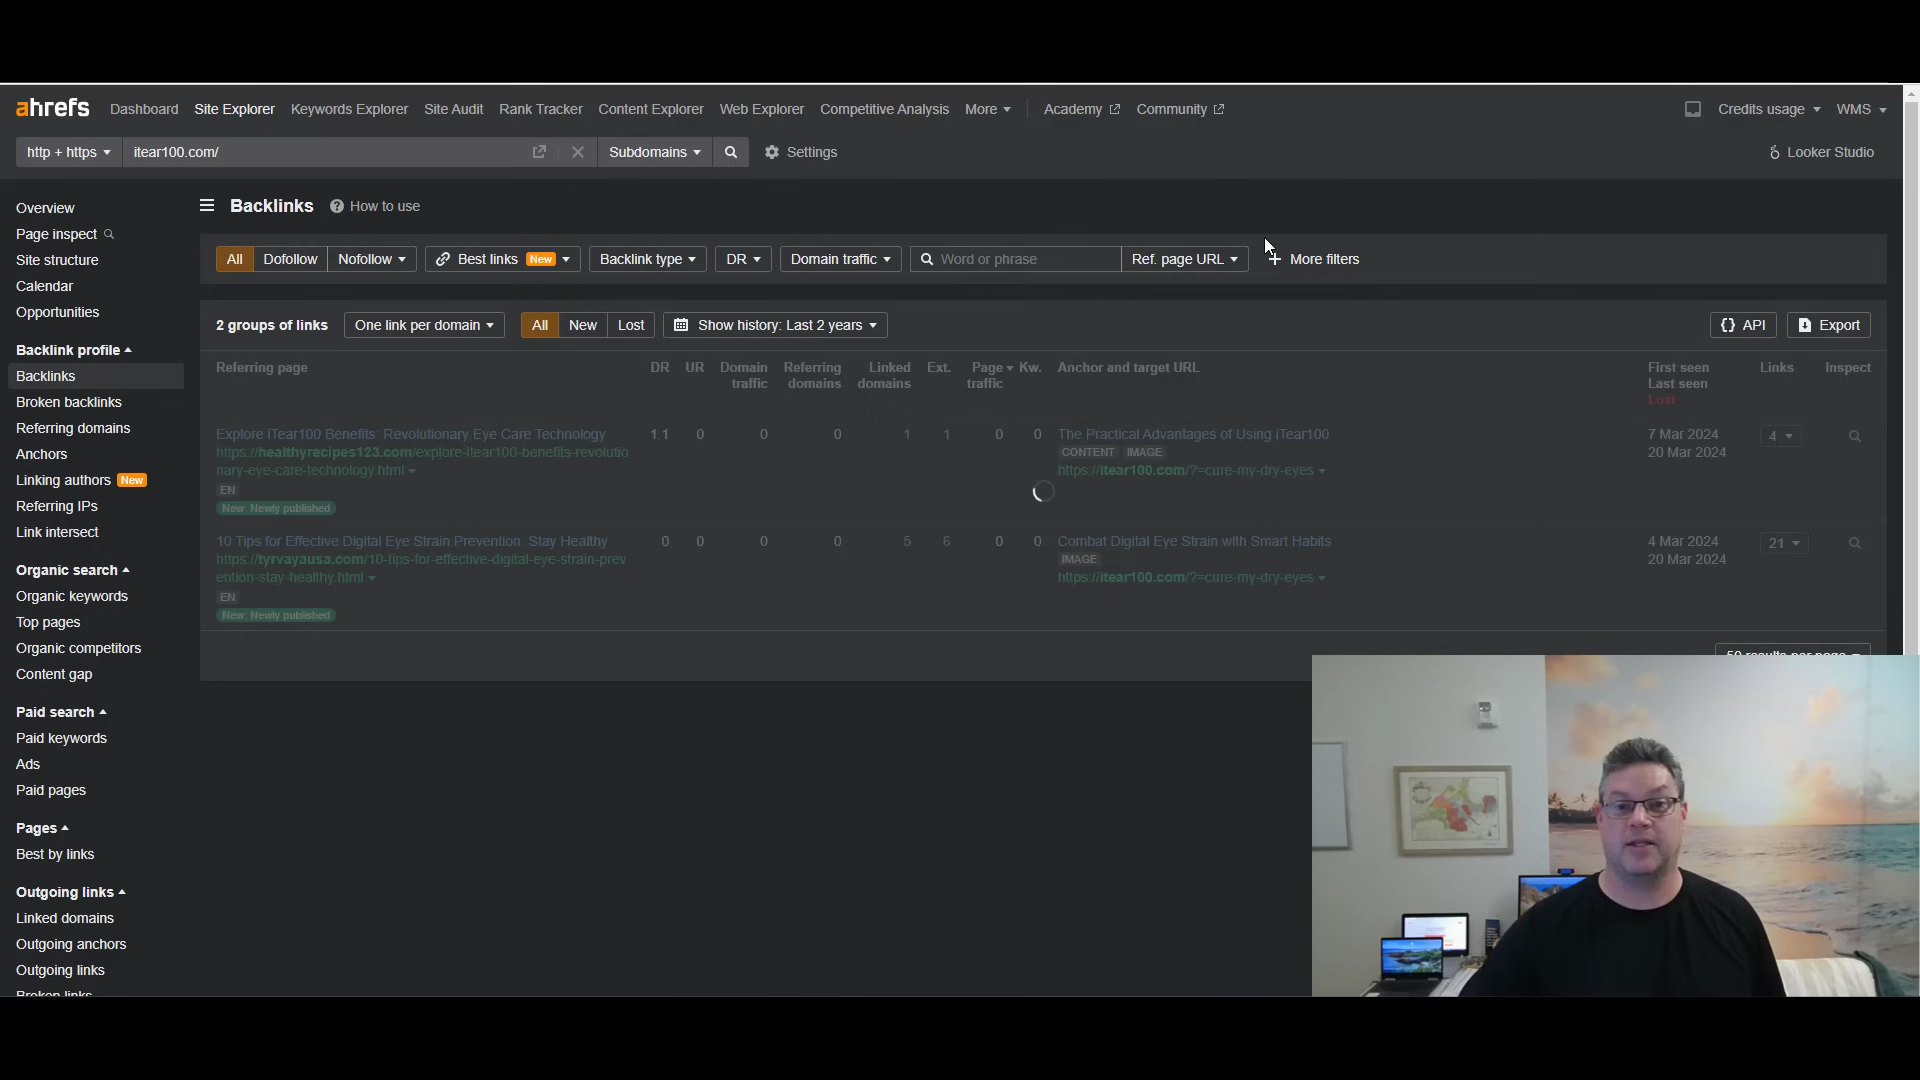 ahrefs Dashboard Site Explorer Keywords Explorer Site Audit Rank Tracker Content Explorer Web Explorer Competitive Analysis More Academy Community Credits usage WMS
http + https itear100.com/ Subdomains Settings Looker Studio
Overview
Page inspect
Site structure
Calendar
Opportunities
Backlink profile
Backlinks
Broken backlinks
Referring domains
Anchors
Linking authors New
Referring IPs
Link intersect
Organic search
Organic keywords
Top pages
Organic competitors
Content gap
Paid search
Paid keywords
Ads
Paid pages
Pages
Best by links
Outgoing links
Linked domains
Outgoing anchors
Outgoing links
Broken links
Backlinks How to use
All Dofollow Nofollow Best links New Backlink type DR Domain traffic Word or phrase Ref. page URL + More filters
2 groups of links One link per domain All New Lost Show history: Last 2 years {} API Export
Referring page DR UR Domain traffic Referring domains Linked domains Ext. Page traffic Kw. Anchor and target URL First seen Last seen Lost Links Inspect
Explore iTear100 Benefits: Revolutionary Eye Care Technology 1.1 0 0 0 1 1 0 0 The Practical Advantages of Using iTear100 7 Mar 2024 4
https://healthyrecipes123.com/explore-itear100-benefits-revolutio CONTENT IMAGE 20 Mar 2024
nary-eye-care-technology.html https://itear100.com/?=cure-my-dry-eyes
EN
New: Newly published
10 Tips for Effective Digital Eye Strain Prevention: Stay Healthy 0 0 0 0 5 6 0 0 Combat Digital Eye Strain with Smart Habits 4 Mar 2024 21
https://tyrvayausa.com/10-tips-for-effective-digital-eye-strain-prev IMAGE 20 Mar 2024
ention-stay-healthy.html https://itear100.com/?=cure-my-dry-eyes
EN
New: Newly published
50 results per page